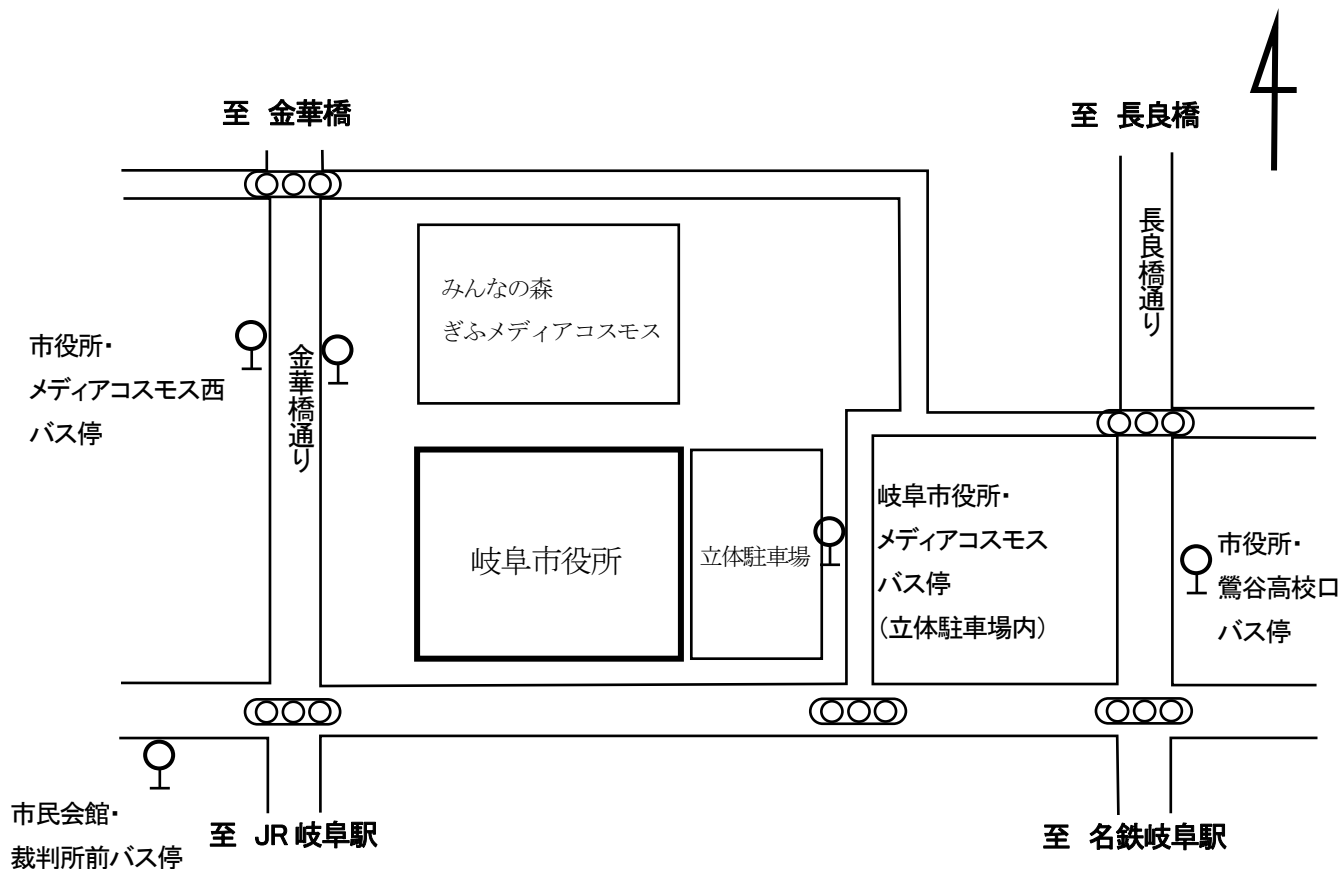 至 金華橋
至 長良橋
長良橋通り
みんなの森
ぎふメディアコスモス
市役所・
メディアコスモス西
バス停
金華橋通り
岐阜市役所
立体駐車場
岐阜市役所・
メディアコスモス
バス停
(立体駐車場内)
市役所・
鶯谷高校口
バス停
市民会館・
裁判所前バス停
至 JR岐阜駅
至 名鉄岐阜駅